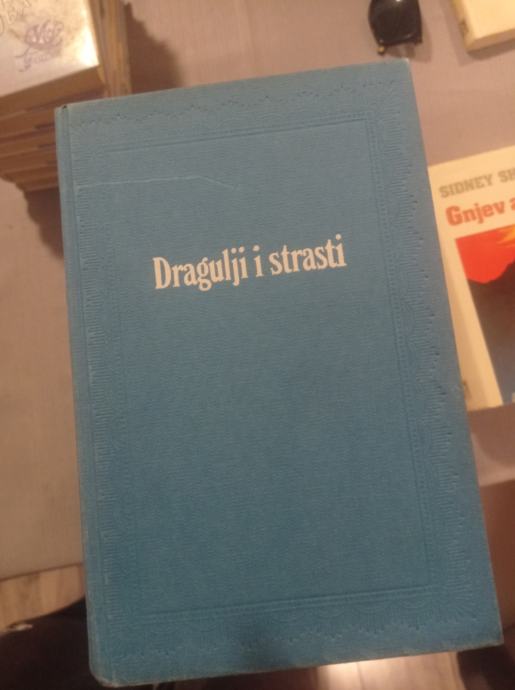 Dragulji i strasti
SIDNEY SH
Gnjev a